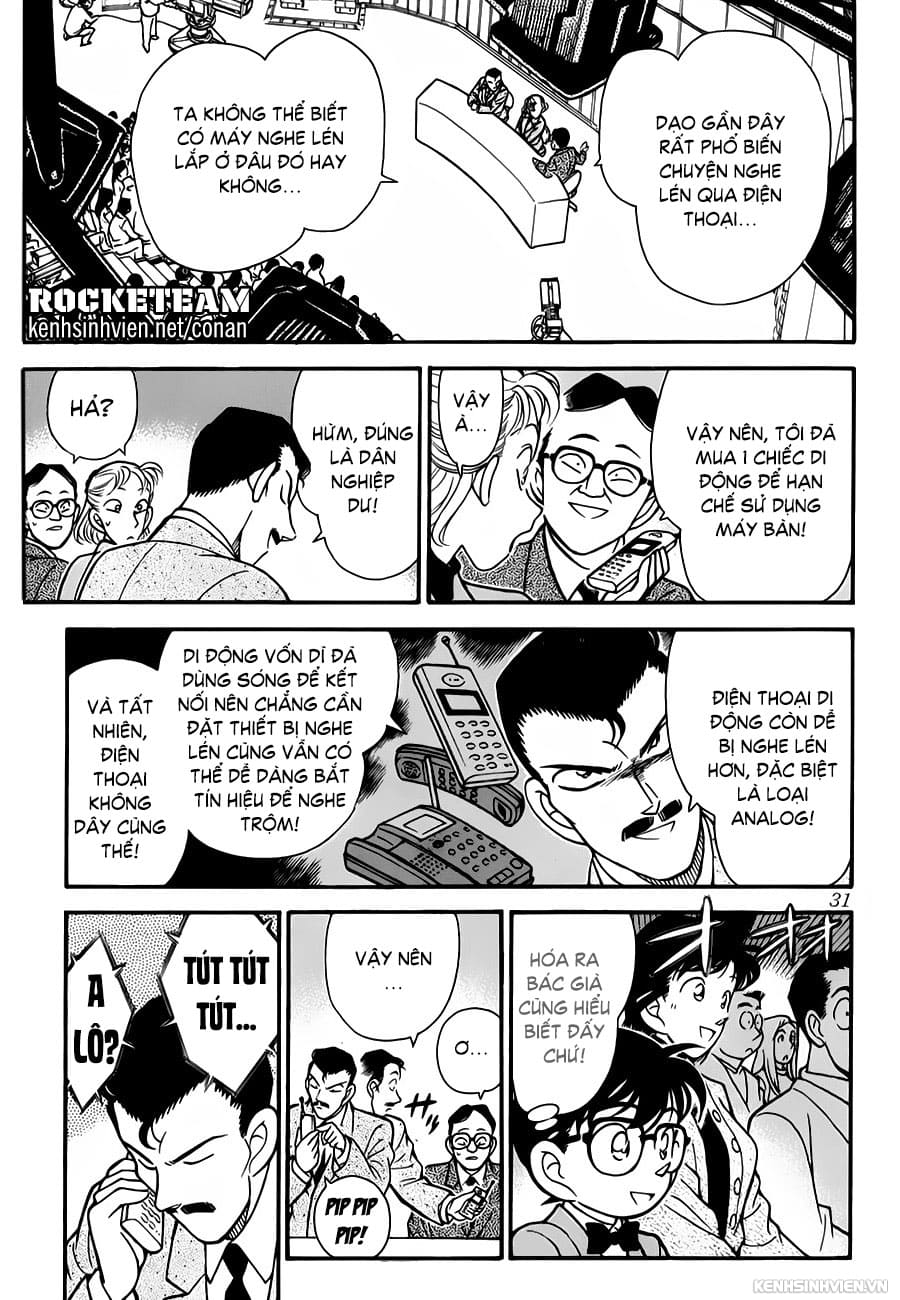 DẠO GẦN ĐÂY
RẤT PHỔ BIẾN
CHUYỆN NGHE
LÉN QUA ĐIỆN
THOẠI...
TA KHÔNG THỂ BIẾT
CÓ MÁY NGHE LÉN
LẮP Ở ĐÂU ĐÓ HAY
KHÔNG...
ROCKETEAM
kenhsinhvien.net/conan
VẬY NÊN, TÔI ĐÃ
MUA 1 CHIẾC DI
ĐỘNG ĐỂ HẠN
CHẾ SỬ DỤNG
MÁY BÀN!
VẬY
À...
HỪM, ĐÚNG
LÀ DÂN
NGHIỆP
DƯ!
HẢ?
ĐIỆN THOẠI DI
ĐỘNG CÒN DỄ
BỊ NGHE LÉN
HƠN, ĐẶC BIỆT
LÀ LOẠI
ANALOG!
DI ĐỘNG VỐN DĨ ĐÃ
DÙNG SÓNG ĐỂ KẾT
NỐI NÊN CHẲNG CẦN
ĐẶT THIẾT BỊ NGHE
LÉN CŨNG VẪN CÓ
THỂ DỄ DÀNG BẮT
TÍN HIỆU ĐỂ NGHE
TRỘM!
VÀ TẤT
NHIÊN,
ĐIỆN
THOẠI
KHÔNG
DÂY CŨNG
THẾ!
31
HÓA RA
BÁC GIÀ
CŨNG HIỂU
BIẾT ĐẤY
CHỨ!
VẬY NÊN
...
Ơ...
PIP PIP
PIP!
TÚT TÚT
TÚT...
A
LÔ?
KENHSINHVIEN.VN